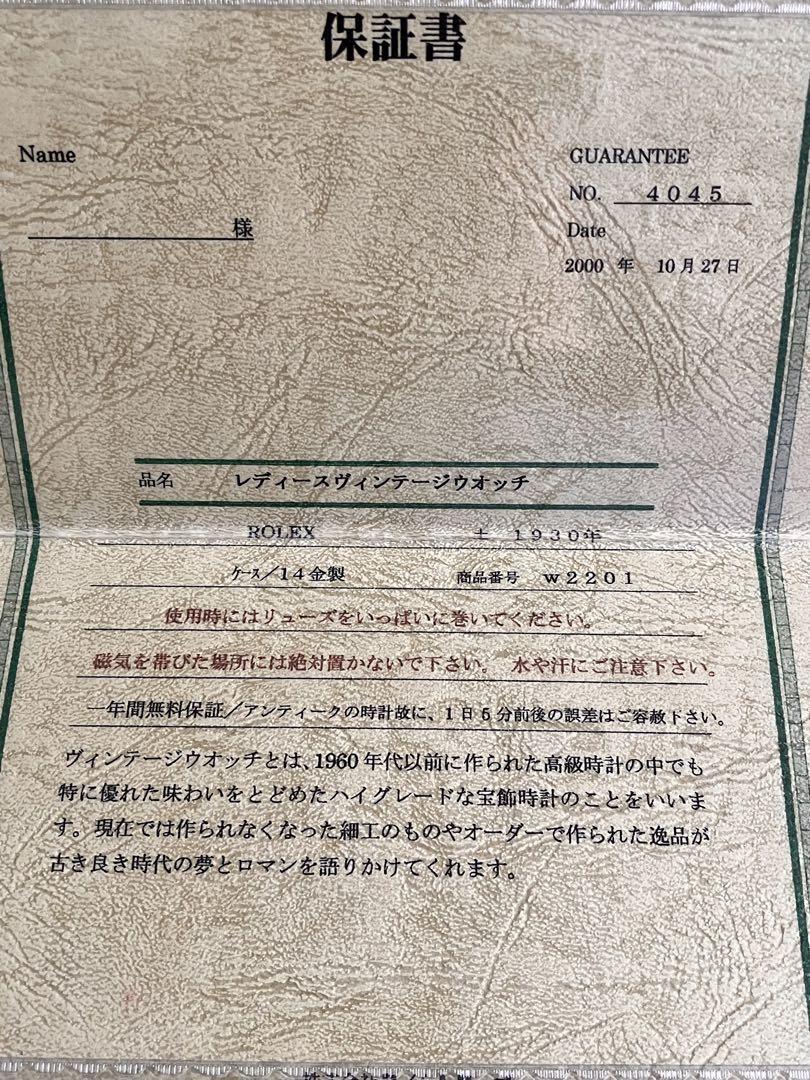 保証書
Name
様
GUARANTEE
NO. 4045
Date
2000 年 10月27日
品名 レディースヴィンテージウオッチ
ROLEX ± 1930年
ケース/14金製 商品番号 w2201
使用時にはリューズをいっぱいに巻いてください。
磁気を帯びた場所には絶対置かないで下さい。 水や汗にご注意下さい。
一年間無料保証/アンティークの時計故に、1日5分前後の誤差はご容赦下さい。
ヴィンテージウオッチとは、1960年代以前に作られた高級時計の中でも
特に優れた味わいをとどめたハイグレードな宝飾時計のことをいいま
す。現在では作られなくなった細工のものやオーダーで作られた逸品が
古き良き時代の夢とロマンを語りかけてくれます。